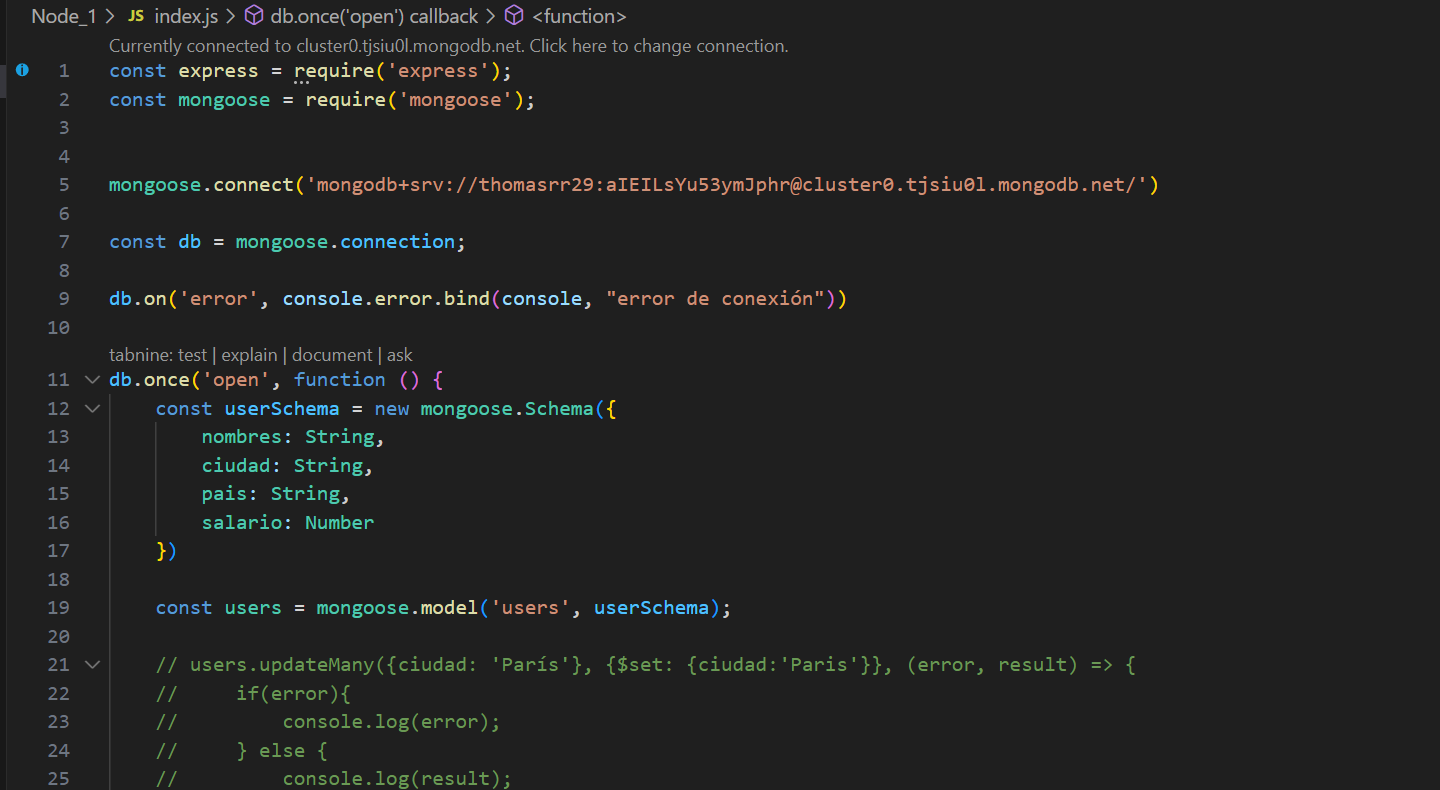 Node_1 > JS index.js > db.once('open') callback > <function>
Currently connected to cluster0.tjsiu0l.mongodb.net. Click here to change connection.
1 const express = require('express');
2 const mongoose = require('mongoose');
3
4
5 mongoose.connect('mongodb+srv://thomasrr29:aIEILsYu53ymJphr@cluster0.tjsiu0l.mongodb.net/')
6
7 const db = mongoose.connection;
8
9 db.on('error', console.error.bind(console, "error de conexión"))
10
tabnine: test | explain | document | ask
11 db.once('open', function () {
12     const userSchema = new mongoose.Schema({
13         nombres: String,
14         ciudad: String,
15         pais: String,
16         salario: Number
17     })
18
19     const users = mongoose.model('users', userSchema);
20
21     // users.updateMany({ciudad: 'París'}, {$set: {ciudad:'Paris'}}, (error, result) => {
22     //     if(error){
23     //         console.log(error);
24     //     } else {
25     //         console.log(result);